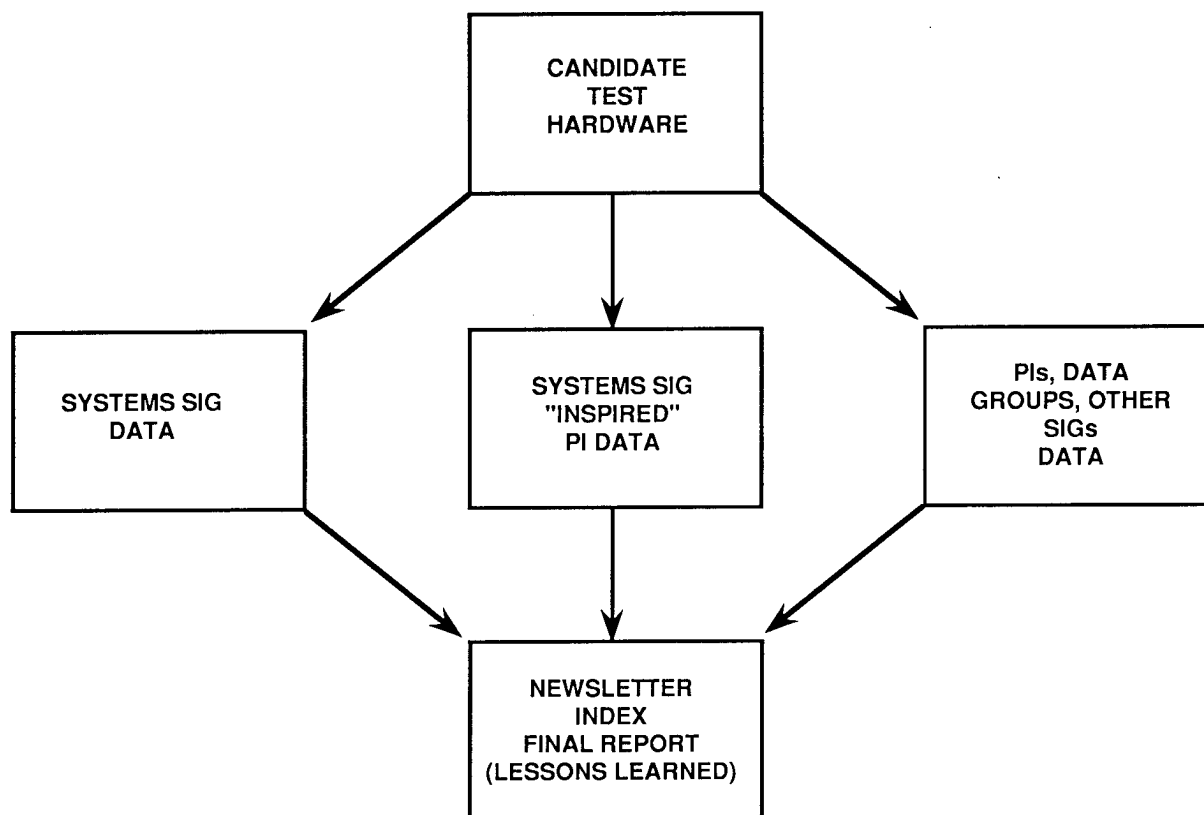 CANDIDATE
TEST
HARDWARE
SYSTEMS SIG
DATA
SYSTEMS SIG
"INSPIRED"
PI DATA
PIs, DATA
GROUPS, OTHER
SIGs
DATA
NEWSLETTER
INDEX
FINAL REPORT
(LESSONS LEARNED)